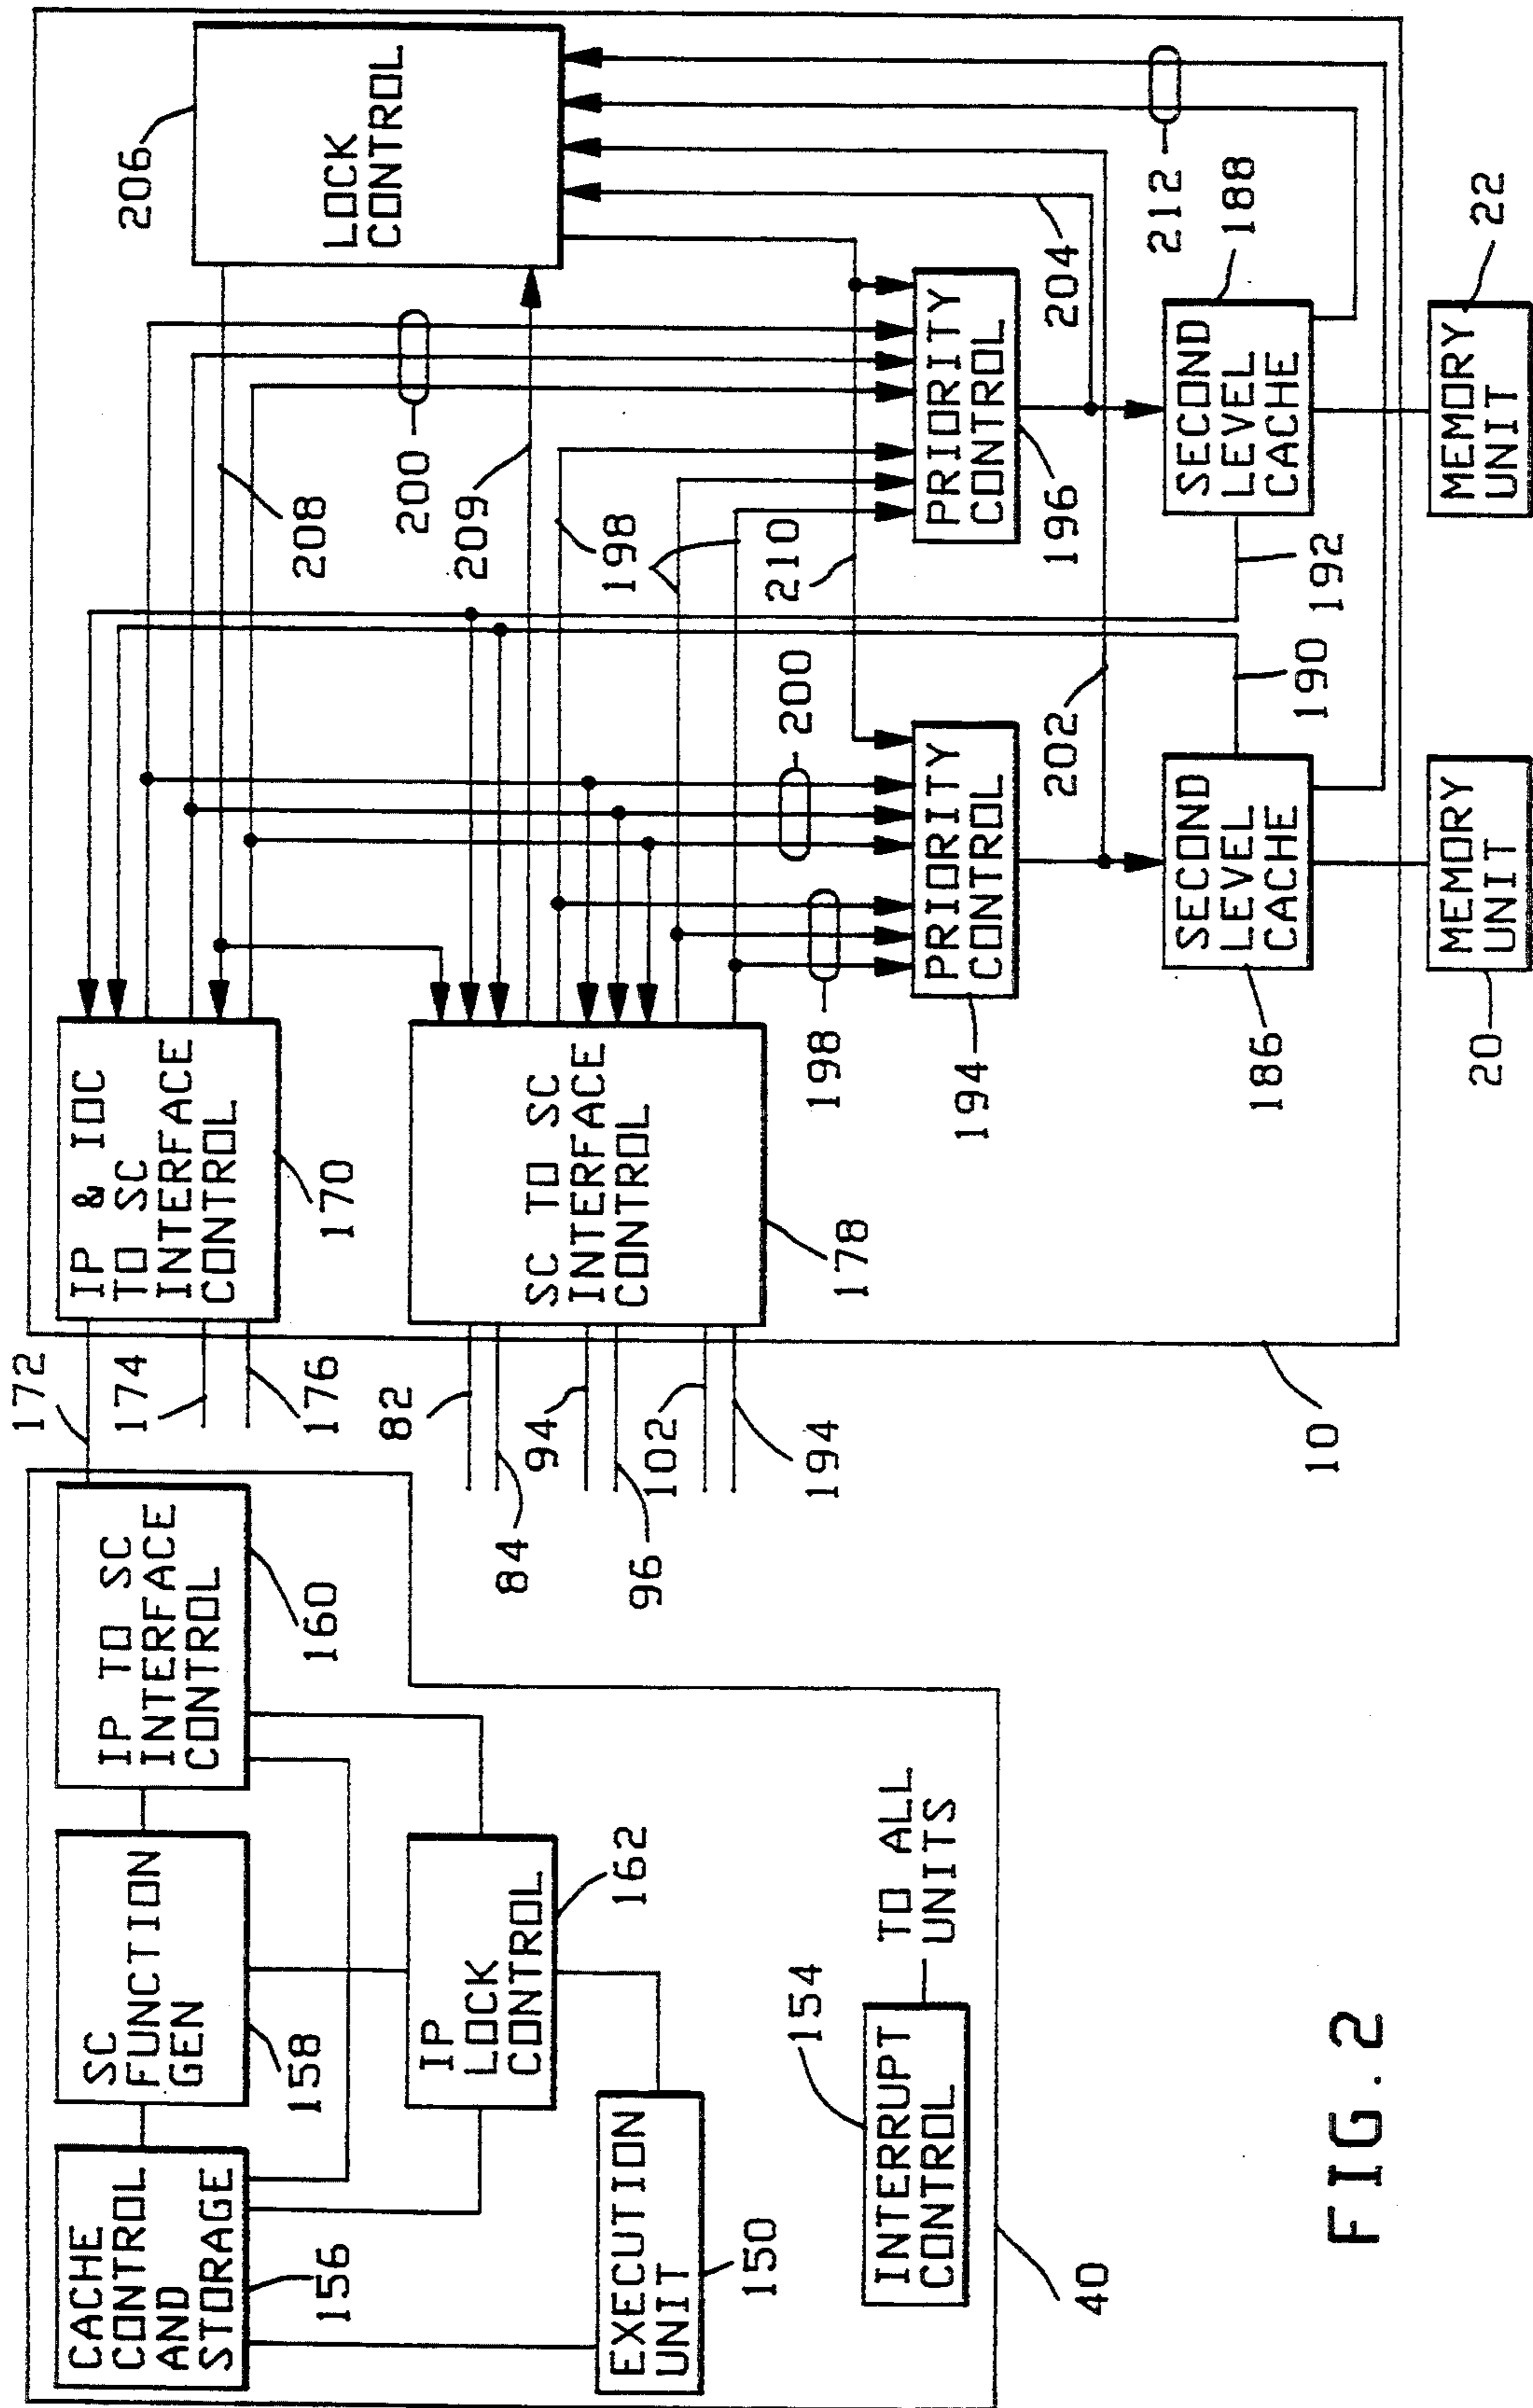 CACHE
CONTROL
AND
STORAGE
156
SC
FUNCTION
GEN
158
IP TO SC
INTERFACE
CONTROL
160
IP
LOCK
CONTROL
162
EXECUTION
UNIT
150
INTERRUPT
CONTROL
154
TO ALL
UNITS
40
172
174
176
IP & IOC
TO SC
INTERFACE
CONTROL
170
82
84
94
96
102
194
SC TO SC
INTERFACE
CONTROL
178
10
206
LOCK
CONTROL
208
200
209
198
198
210
200
198
PRIORITY
CONTROL
194
PRIORITY
CONTROL
196
202
204
212
SECOND
LEVEL
CACHE
186
190
192
SECOND
LEVEL
CACHE
188
MEMORY
UNIT
20
MEMORY
UNIT
22
FIG. 2